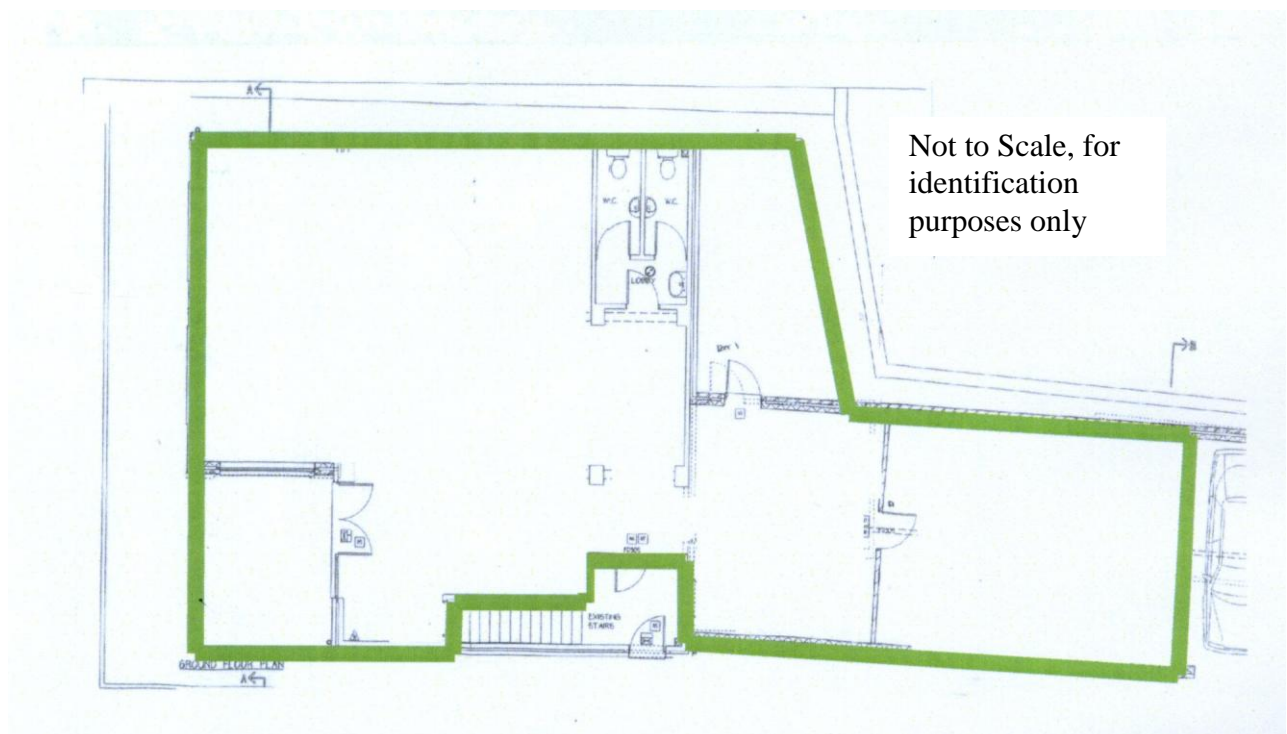 A
Not to Scale, for
identification
purposes only
W.C.
W.C.
LOBBY
B
EXISTING
STAIRS
GROUND FLOOR PLAN
A